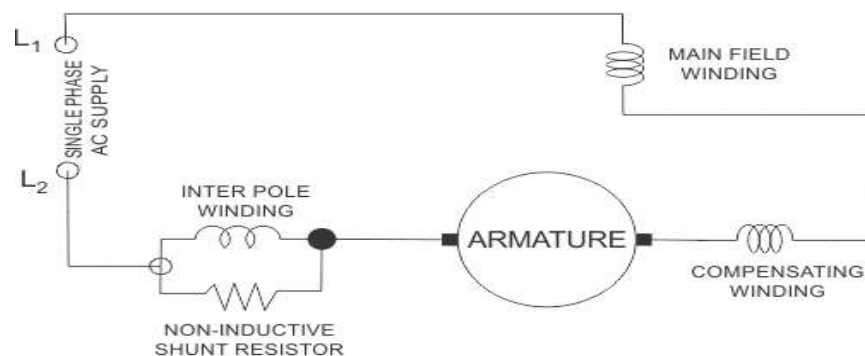 L1
SINGLE PHASE
AC SUPPLY
L2
MAIN FIELD
WINDING
INTER POLE
WINDING
ARMATURE
COMPENSATING
WINDING
NON-INDUCTIVE
SHUNT RESISTOR